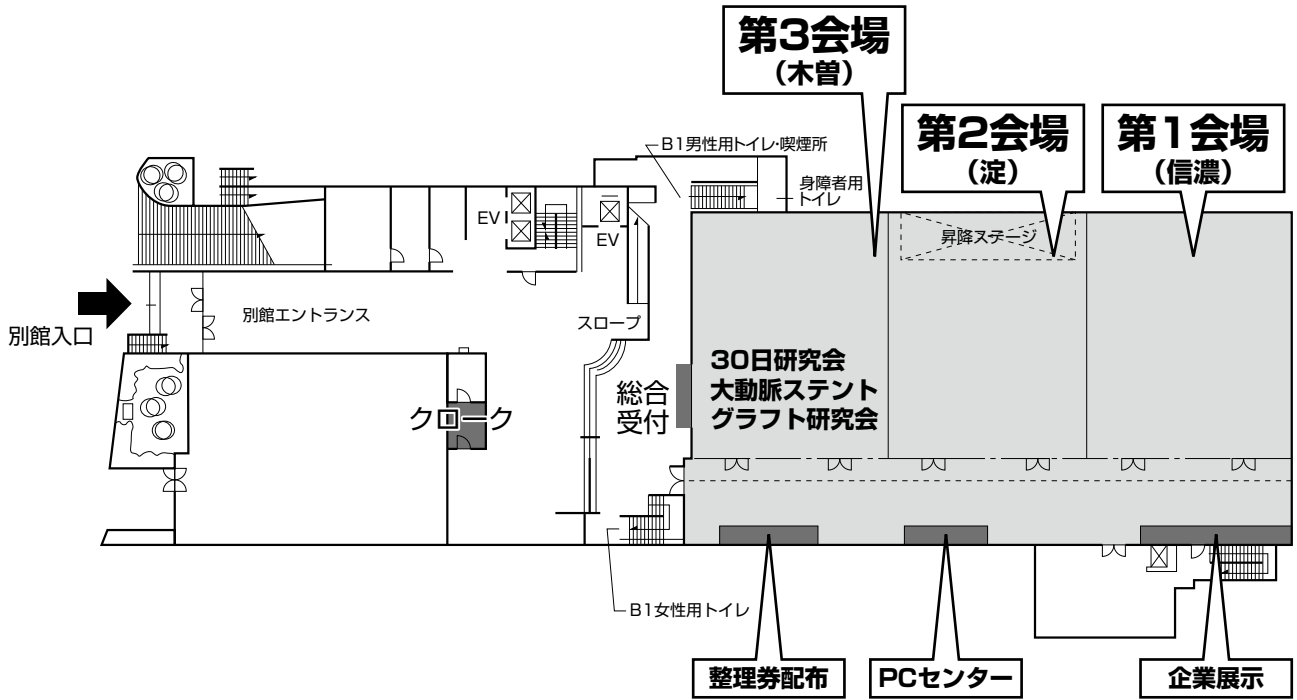 第3会場
（木曽）
第2会場
（淀）
第1会場
（信濃）
B1男性用トイレ・喫煙所
身障者用
トイレ
EV
EV
昇降ステージ
別館入口
別館エントランス
スロープ
30日研究会
大動脈ステント
グラフト研究会
総合
受付
クローク
B1女性用トイレ
整理券配布
PCセンター
企業展示